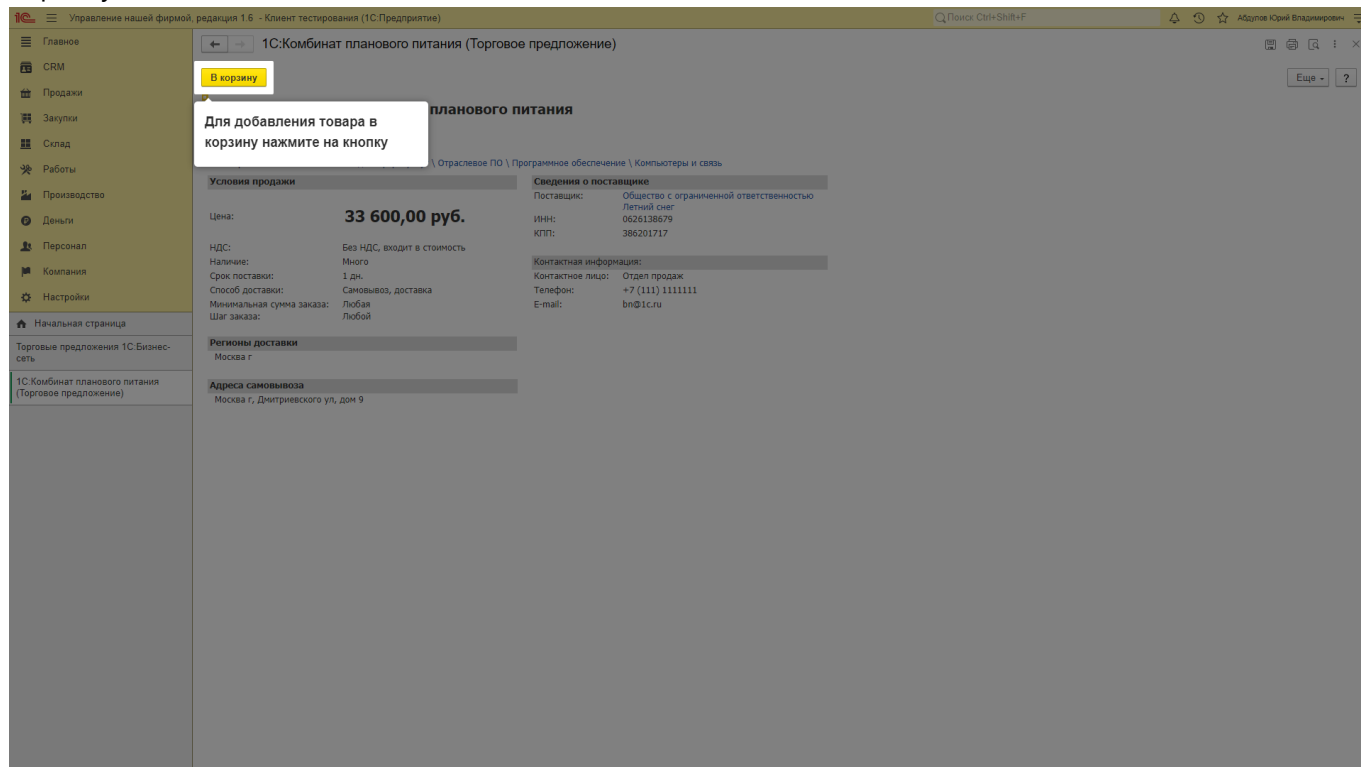 1С Управление нашей фирмой, редакция 1.6 - Клиент тестирования (1С:Предприятие)
Поиск Ctrl+Shift+F
Абдулов Юрий Владимирович
Главное
CRM
Продажи
Закупки
Склад
Работы
Производство
Деньги
Персонал
Компания
Настройки
Начальная страница
Торговые предложения 1С:Бизнес-
сеть
1С:Комбинат планового питания
(Торговое предложение)
1С:Комбинат планового питания (Торговое предложение)
В корзину
Еще
?
Для добавления товара в
корзину нажмите на кнопку
планового питания
\ Отраслевое ПО \ Программное обеспечение \ Компьютеры и связь
Условия продажи
Цена: 33 600,00 руб.
НДС: Без НДС, входит в стоимость
Наличие: Много
Срок поставки: 1 дн.
Способ доставки: Самовывоз, доставка
Минимальная сумма заказа: Любая
Шаг заказа: Любой
Регионы доставки
Москва г
Адреса самовывоза
Москва г, Дмитриевского ул, дом 9
Сведения о поставщике
Поставщик: Общество с ограниченной ответственностью
Летний снег
ИНН: 0626138679
КПП: 386201717
Контактная информация:
Контактное лицо: Отдел продаж
Телефон: +7 (111) 1111111
E-mail: bn@1c.ru